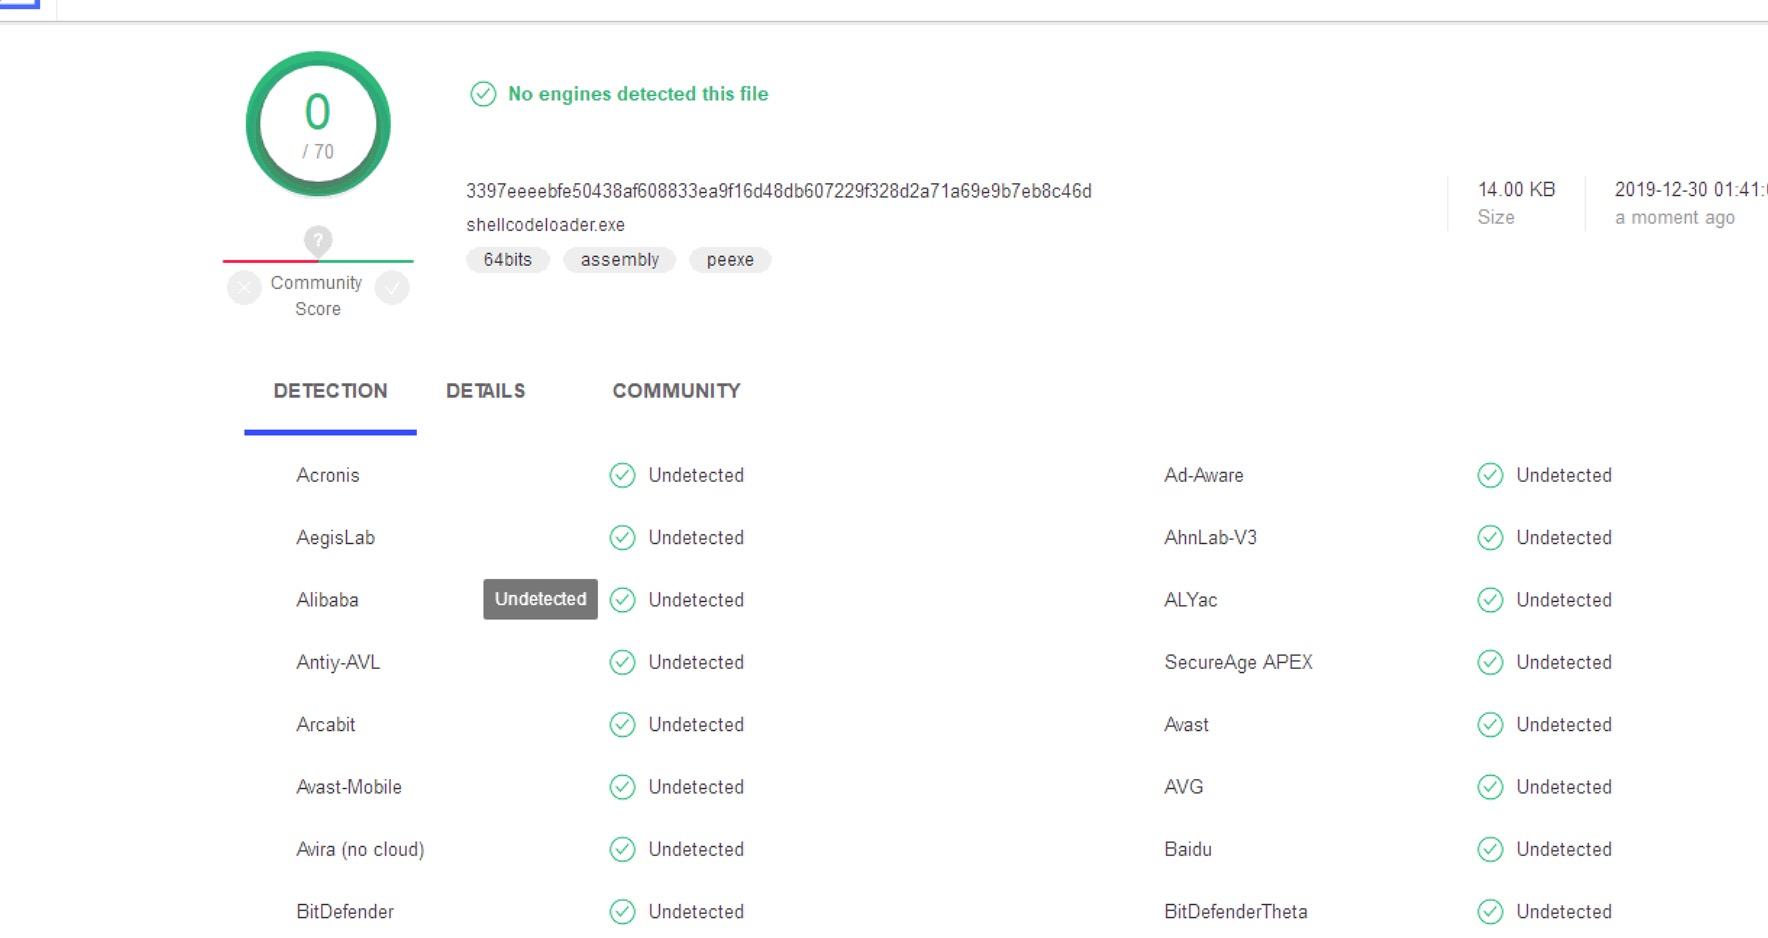 0
/ 70
No engines detected this file
3397eeeebfe50438af608833ea9f16d48db607229f328d2a71a69e9b7eb8c46d
shellcodeloader.exe
64bits assembly peexe
14.00 KB
Size
2019-12-30 01:41:
a moment ago
?
Community
Score
DETECTION DETAILS COMMUNITY
Acronis Undetected Ad-Aware Undetected
AegisLab Undetected AhnLab-V3 Undetected
Alibaba Undetected Undetected ALYac Undetected
Antiy-AVL Undetected SecureAge APEX Undetected
Arcabit Undetected Avast Undetected
Avast-Mobile Undetected AVG Undetected
Avira (no cloud) Undetected Baidu Undetected
BitDefender Undetected BitDefenderTheta Undetected